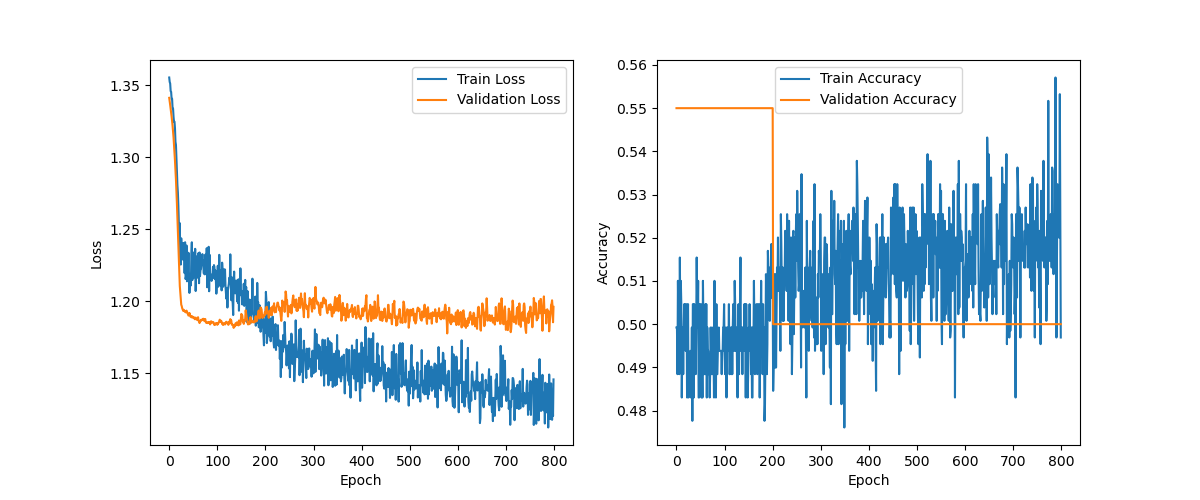 Train Loss
Validation Loss
1.35
1.30
1.25
1.20
1.15
Loss
0 100 200 300 400 500 600 700 800
Epoch
Train Accuracy
Validation Accuracy
0.56
0.55
0.54
0.53
0.52
0.51
0.50
0.49
0.48
Accuracy
0 100 200 300 400 500 600 700 800
Epoch